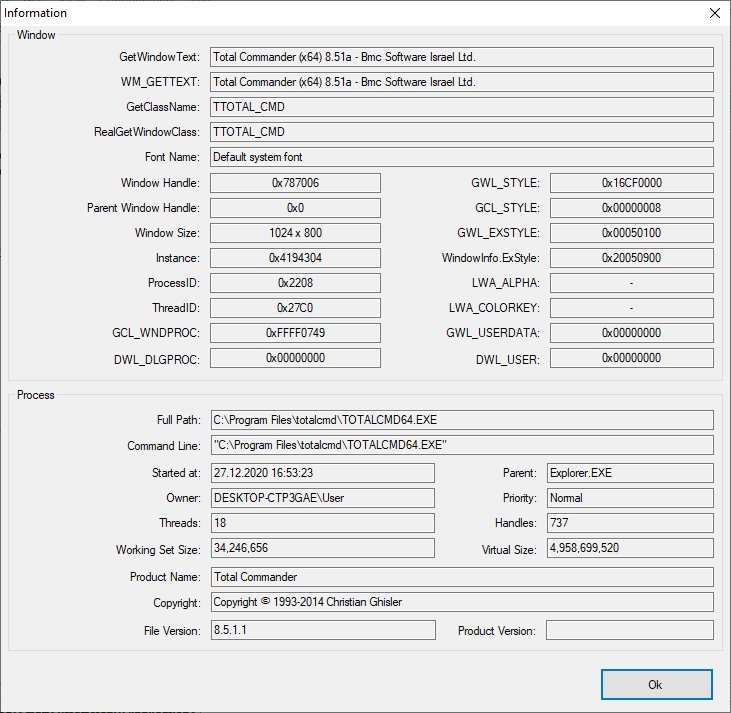 Information
Window
GetWindowText: Total Commander (x64) 8.51a - Bmc Software Israel Ltd.
WM_GETTEXT: Total Commander (x64) 8.51a - Bmc Software Israel Ltd.
GetClassName: TTOTAL_CMD
RealGetWindowClass: TTOTAL_CMD
Font Name: Default system font
Window Handle: 0x787006 GWL_STYLE: 0x16CF0000
Parent Window Handle: 0x0 GCL_STYLE: 0x00000008
Window Size: 1024 x 800 GWL_EXSTYLE: 0x00050100
Instance: 0x4194304 WindowInfo.ExStyle: 0x20050900
ProcessID: 0x2208 LWA_ALPHA: -
ThreadID: 0x27C0 LWA_COLORKEY: -
GCL_WNDPROC: 0xFFFF0749 GWL_USERDATA: 0x00000000
DWL_DLGPROC: 0x00000000 DWL_USER: 0x00000000
Process
Full Path: C:\Program Files\totalcmd\TOTALCMD64.EXE
Command Line: "C:\Program Files\totalcmd\TOTALCMD64.EXE"
Started at: 27.12.2020 16:53:23 Parent: Explorer.EXE
Owner: DESKTOP-CTP3GAE\User Priority: Normal
Threads: 18 Handles: 737
Working Set Size: 34,246,656 Virtual Size: 4,958,699,520
Product Name: Total Commander
Copyright: Copyright © 1993-2014 Christian Ghisler
File Version: 8.5.1.1 Product Version:
Ok